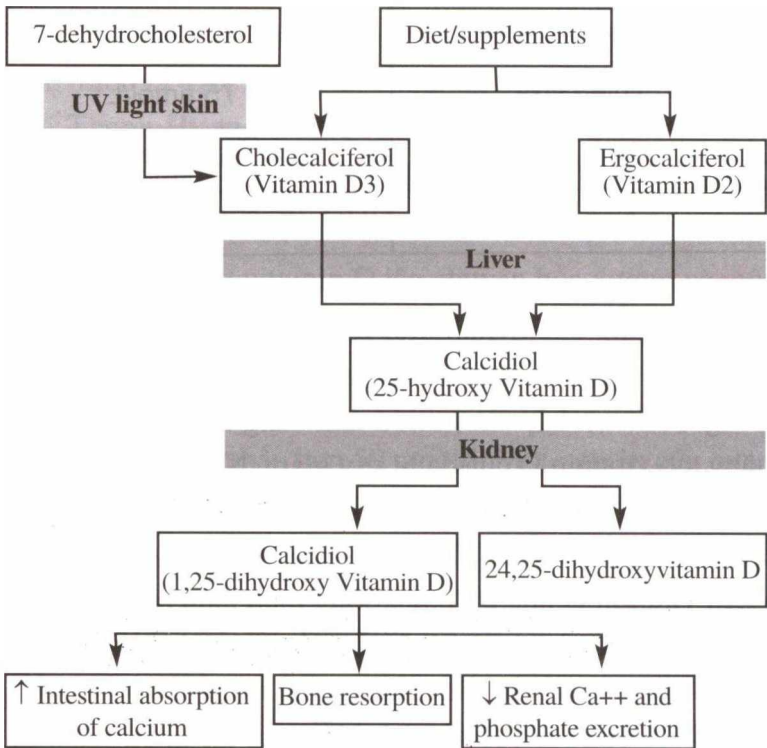 7-dehydrocholesterol
Diet/supplements
UV light skin
Cholecalciferol
(Vitamin D3)
Ergocalciferol
(Vitamin D2)
Liver
Calcidiol
(25-hydroxy Vitamin D)
Kidney
Calcidiol
(1,25-dihydroxy Vitamin D)
24,25-dihydroxyvitamin D
↑ Intestinal absorption
of calcium
Bone resorption
↓ Renal Ca++ and
phosphate excretion